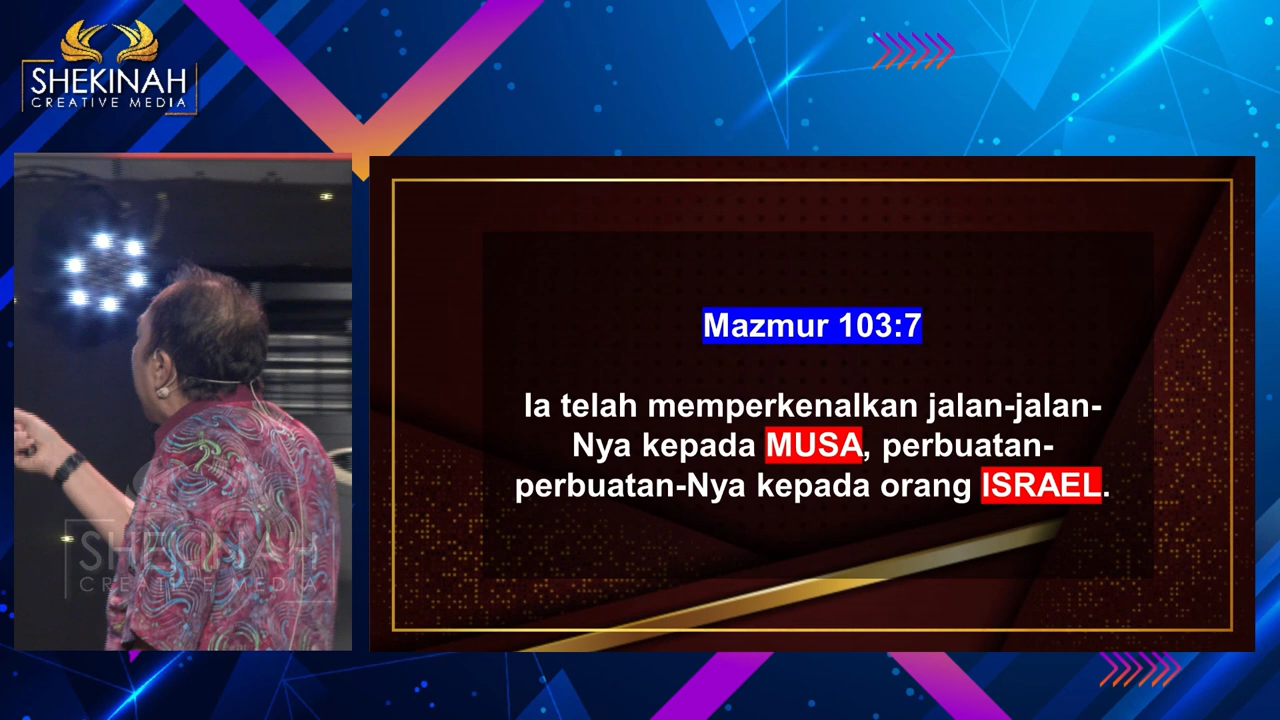 SHEKINAH
CREATIVE MEDIA
Mazmur 103:7
Ia telah memperkenalkan jalan-jalan-
Nya kepada MUSA, perbuatan-
perbuatan-Nya kepada orang ISRAEL.
SHEKINAH
CREATIVE MEDIA